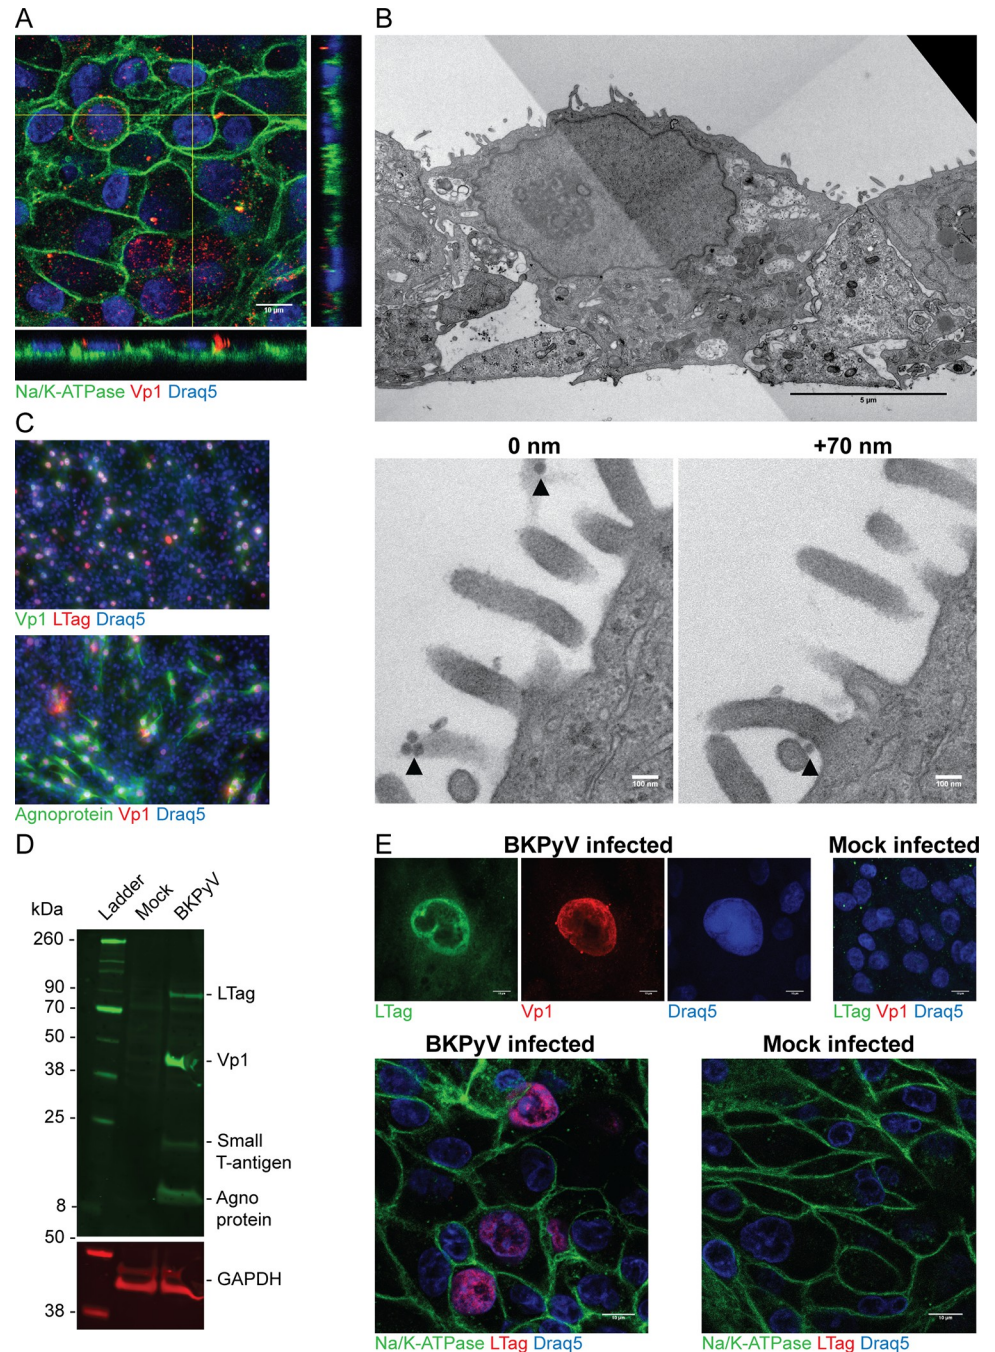 A
10 µm
Na/K-ATPase Vp1 Draq5
B
5 µm
0 nm
+70 nm
100 nm
100 nm
C
Vp1 LTag Draq5
Agnoprotein Vp1 Draq5
D
Ladder
Mock
BKPyV
kDa
260
90
70
50
38
25
8
LTag
Vp1
Small
T-antigen
Agno
protein
50
38
GAPDH
E
BKPyV infected
Mock infected
LTag
Vp1
Draq5
LTag Vp1 Draq5
BKPyV infected
Mock infected
10 µm
10 µm
Na/K-ATPase LTag Draq5
Na/K-ATPase LTag Draq5